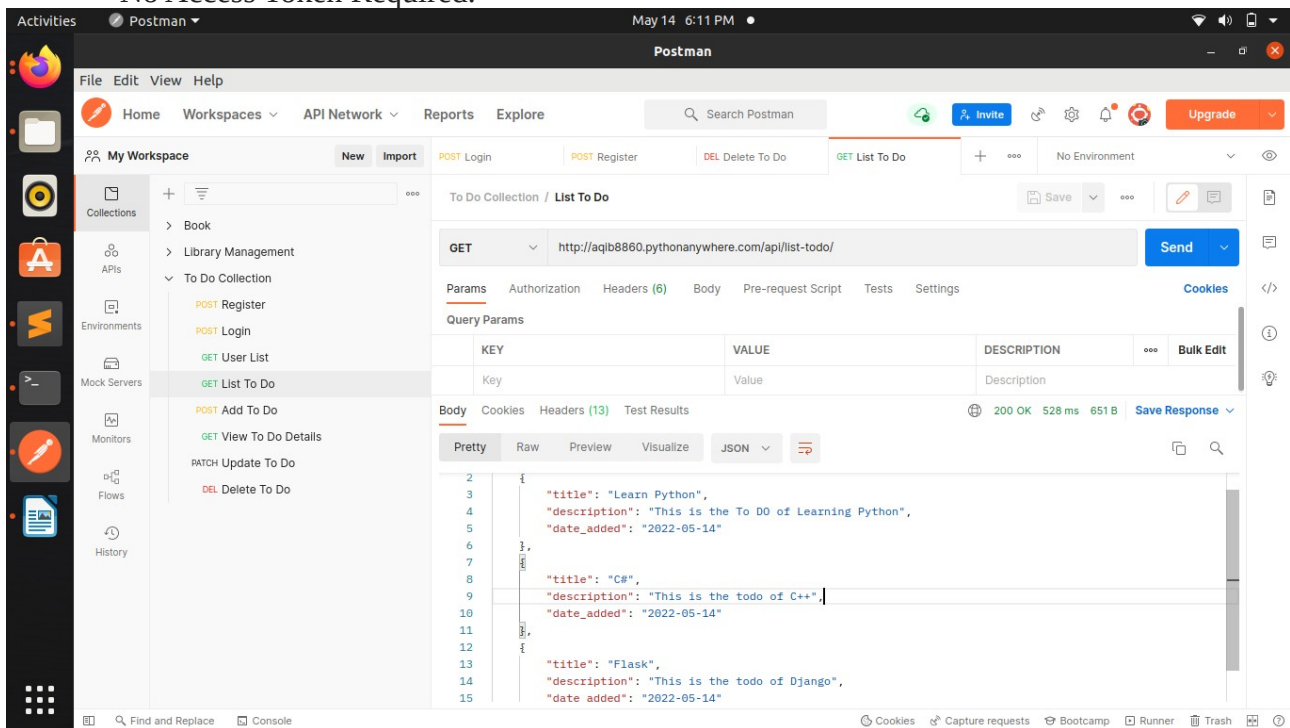 No Access Token Required.
Activities Postman May 14 6:11 PM
Postman
File Edit View Help
Home Workspaces API Network Reports Explore Search Postman Invite Upgrade
My Workspace New Import POST Login POST Register DEL Delete To Do GET List To Do No Environment
Collections
APIs
Environments
Mock Servers
Monitors
Flows
History
Book
Library Management
To Do Collection
POST Register
POST Login
GET User List
GET List To Do
POST Add To Do
GET View To Do Details
PATCH Update To Do
DEL Delete To Do
To Do Collection / List To Do Save
GET http://aqib8860.pythonanywhere.com/api/list-todo/ Send
Params Authorization Headers (6) Body Pre-request Script Tests Settings Cookies
Query Params
KEY VALUE DESCRIPTION Bulk Edit
Key Value Description
Body Cookies Headers (13) Test Results 200 OK 528 ms 651 B Save Response
Pretty Raw Preview Visualize JSON
2 {
3 "title": "Learn Python",
4 "description": "This is the To DO of Learning Python",
5 "date_added": "2022-05-14"
6 },
7 {
8 "title": "C#",
9 "description": "This is the todo of C++",
10 "date_added": "2022-05-14"
11 },
12 {
13 "title": "Flask",
14 "description": "This is the todo of Django",
15 "date_added": "2022-05-14"
Find and Replace Console Cookies Capture requests Bootcamp Runner Trash